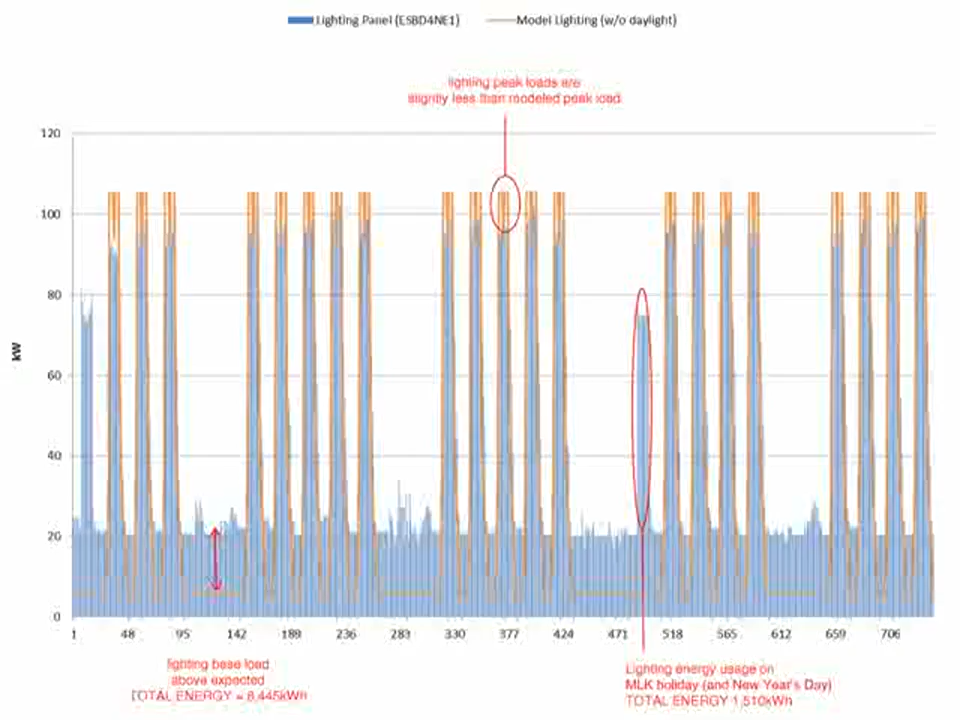 Lighting Panel (ESBD4NE1) Model Lighting (w/o daylight)
lighting peak loads are
slightly less than modeled peak load
120
100
80
60
40
20
0
kW
1 48 95 142 189 236 283 330 377 424 471 518 565 612 659 706
lighting base load
above expected
TOTAL ENERGY = 8,445kWh
Lighting energy usage on
MLK holiday (and New Year's Day)
TOTAL ENERGY 1,510kWh